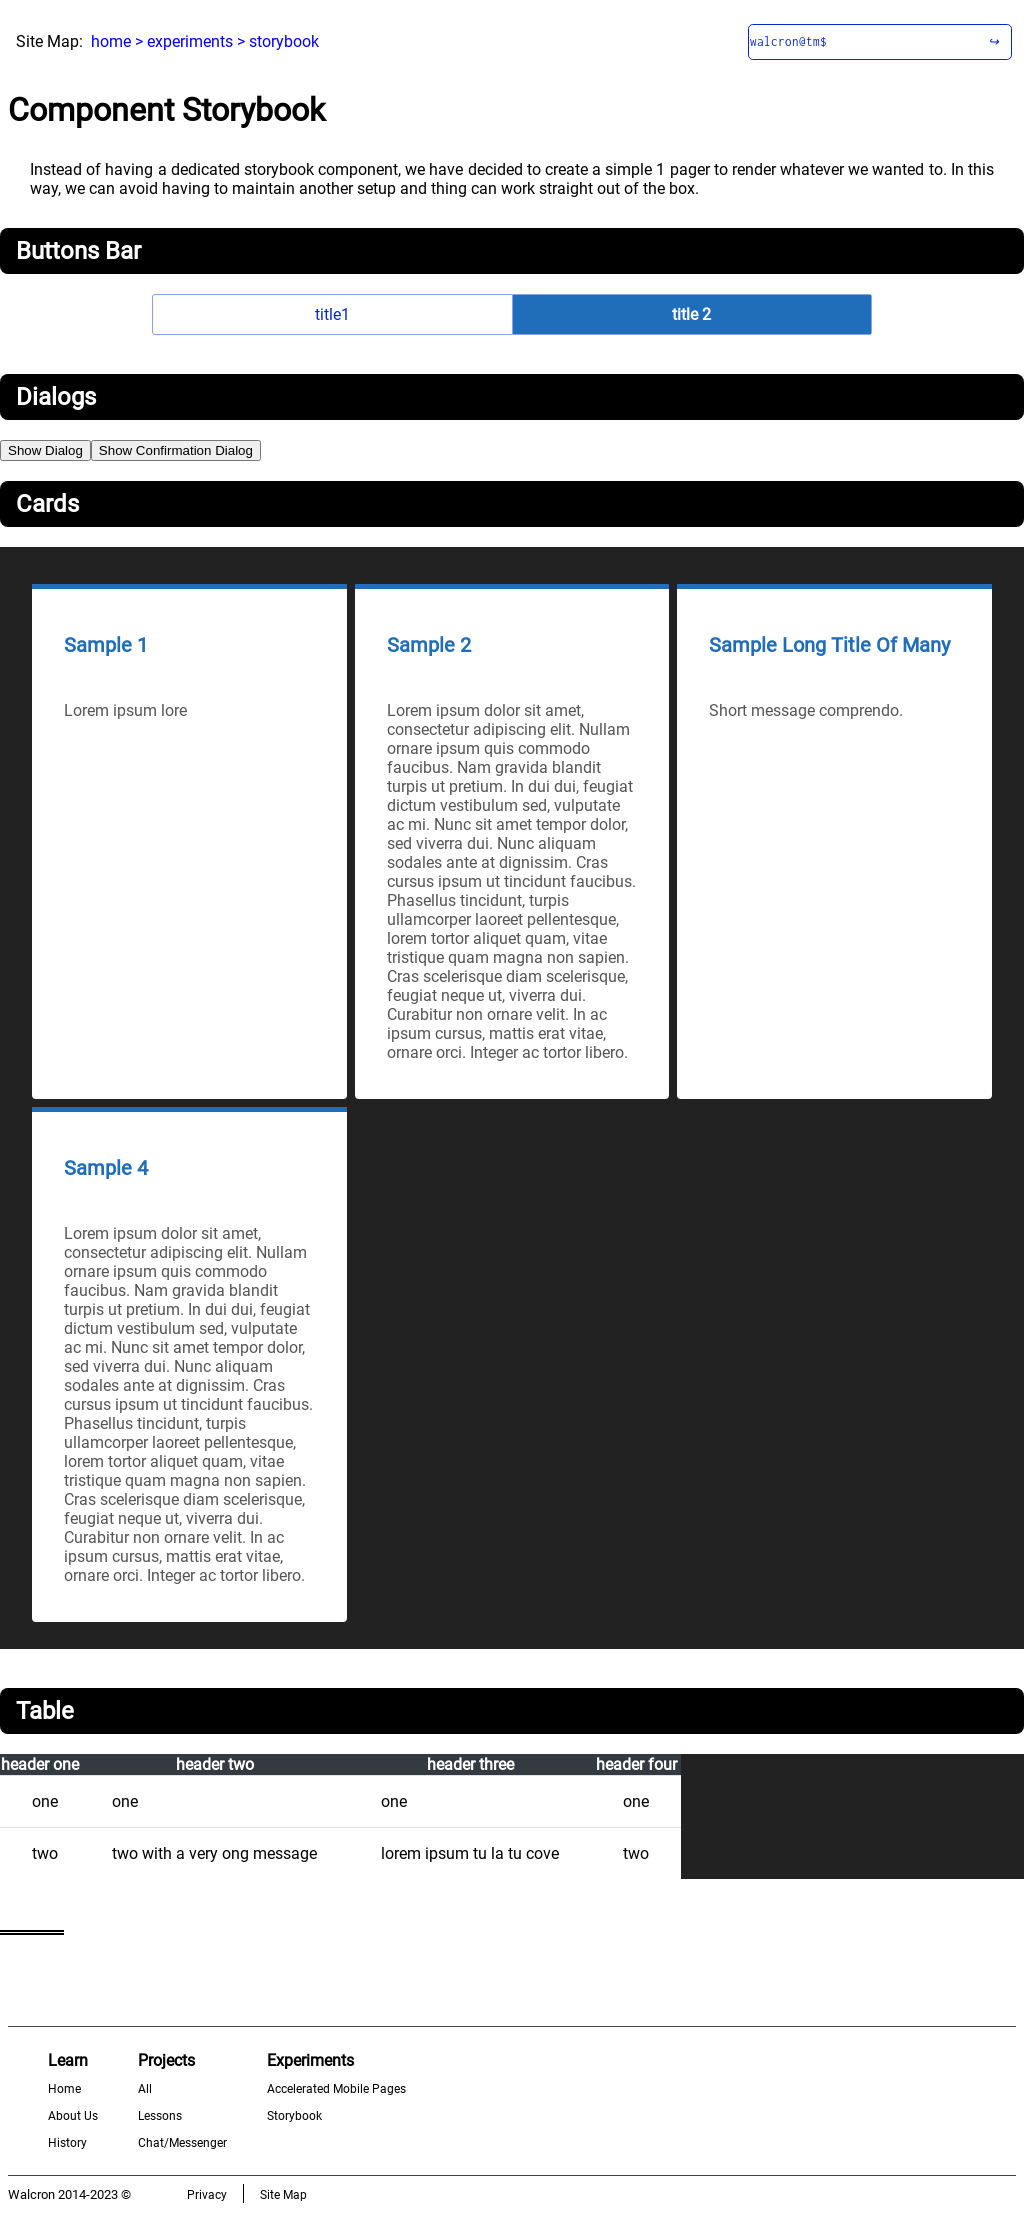 Site Map: home > experiments > storybook
walcron@tm$ ↪
Component Storybook
Instead of having a dedicated storybook component, we have decided to create a simple 1 pager to render whatever we wanted to. In this
way, we can avoid having to maintain another setup and thing can work straight out of the box.
Buttons Bar
title1 title 2
Dialogs
Show Dialog Show Confirmation Dialog
Cards
Sample 1
Lorem ipsum lore
Sample 2
Lorem ipsum dolor sit amet,
consectetur adipiscing elit. Nullam
ornare ipsum quis commodo
faucibus. Nam gravida blandit
turpis ut pretium. In dui dui, feugiat
dictum vestibulum sed, vulputate
ac mi. Nunc sit amet tempor dolor,
sed viverra dui. Nunc aliquam
sodales ante at dignissim. Cras
cursus ipsum ut tincidunt faucibus.
Phasellus tincidunt, turpis
ullamcorper laoreet pellentesque,
lorem tortor aliquet quam, vitae
tristique quam magna non sapien.
Cras scelerisque diam scelerisque,
feugiat neque ut, viverra dui.
Curabitur non ornare velit. In ac
ipsum cursus, mattis erat vitae,
ornare orci. Integer ac tortor libero.
Sample Long Title Of Many
Short message comprendo.
Sample 4
Lorem ipsum dolor sit amet,
consectetur adipiscing elit. Nullam
ornare ipsum quis commodo
faucibus. Nam gravida blandit
turpis ut pretium. In dui dui, feugiat
dictum vestibulum sed, vulputate
ac mi. Nunc sit amet tempor dolor,
sed viverra dui. Nunc aliquam
sodales ante at dignissim. Cras
cursus ipsum ut tincidunt faucibus.
Phasellus tincidunt, turpis
ullamcorper laoreet pellentesque,
lorem tortor aliquet quam, vitae
tristique quam magna non sapien.
Cras scelerisque diam scelerisque,
feugiat neque ut, viverra dui.
Curabitur non ornare velit. In ac
ipsum cursus, mattis erat vitae,
ornare orci. Integer ac tortor libero.
Table
header one header two header three header four
one one one one
two two with a very ong message lorem ipsum tu la tu cove two
Learn
Home
About Us
History
Projects
All
Lessons
Chat/Messenger
Experiments
Accelerated Mobile Pages
Storybook
Walcron 2014-2023 © Privacy Site Map